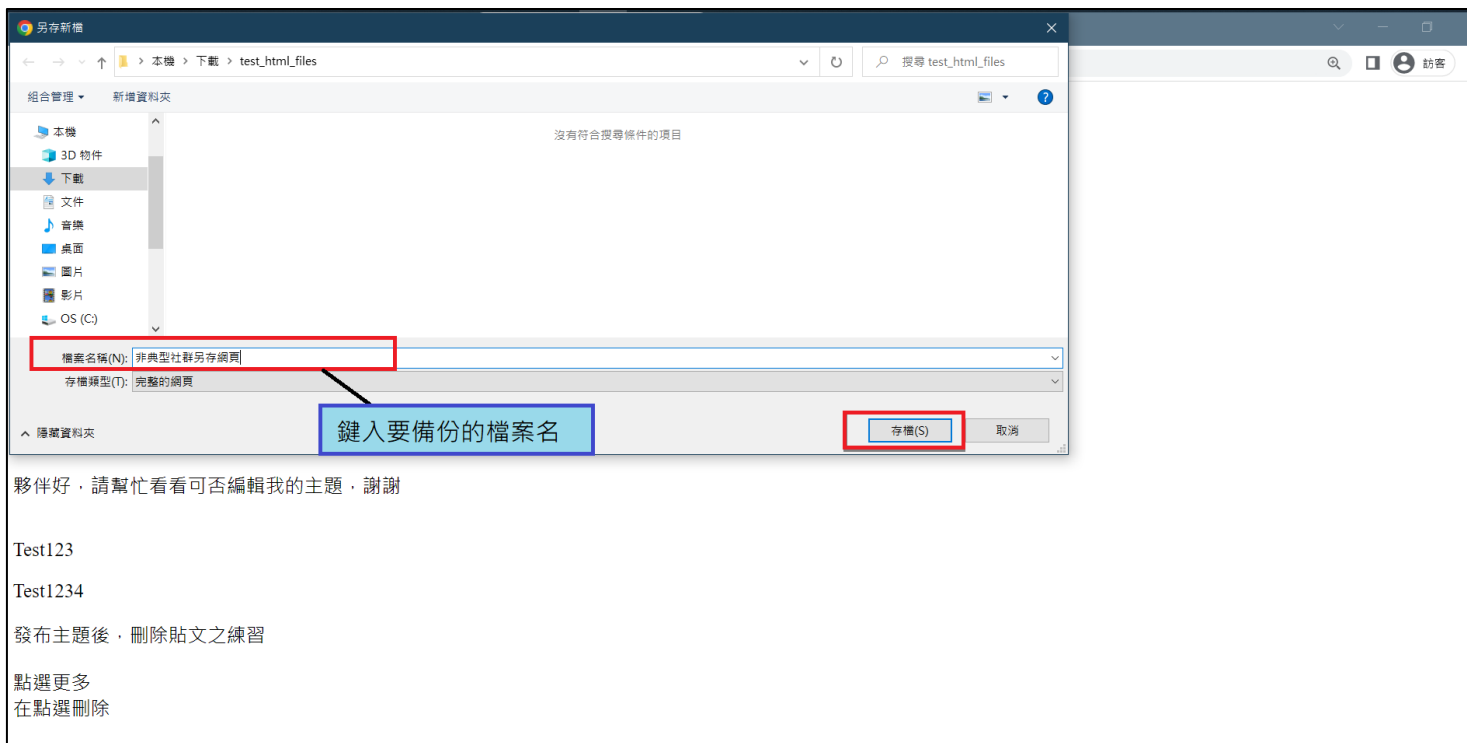 另存新檔
本機 > 下載 > test_html_files
搜尋 test_html_files
訪客
組合管理
新增資料夾
本機
沒有符合搜尋條件的項目
3D 物件
下載
文件
音樂
桌面
圖片
影片
OS (C:)
檔案名稱(N): 非典型社群另存網頁
存檔類型(T): 完整的網頁
鍵入要備份的檔案名
隱藏資料夾
存檔(S)
取消
夥伴好，請幫忙看看可否編輯我的主題，謝謝
Test123
Test1234
發布主題後，刪除貼文之練習
點選更多
在點選刪除